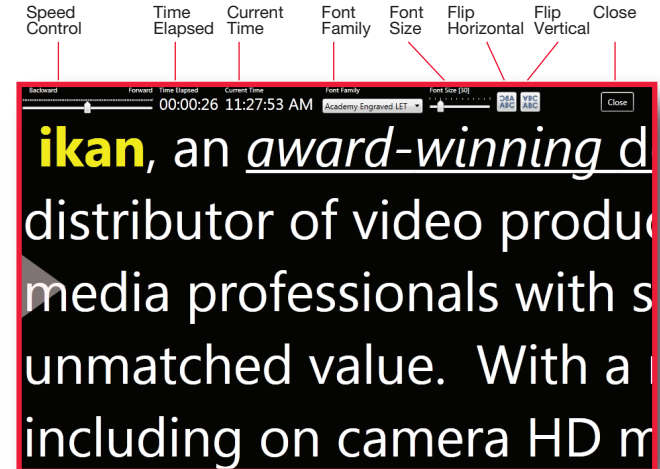 Speed Control
Time Elapsed
Current Time
Font Family
Font Size
Flip Horizontal
Flip Vertical
Close
Backward Forward Time Elapsed Current Time Font Family Font Size [30]
00:00:26 11:27:53 AM Academy Engraved LET ABC ABC ABC ABC Close
ikan, an award-winning d
distributor of video produc
media professionals with s
unmatched value. With a
including on camera HD m